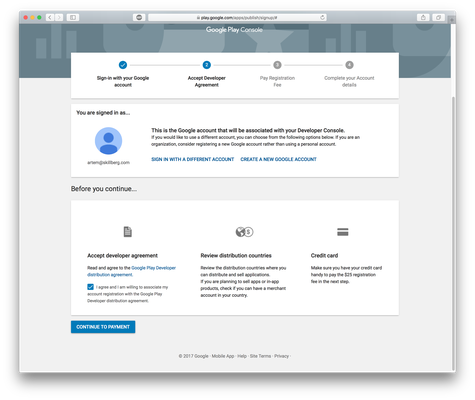 play.google.com/apps/publish/signup/#
Google Play Console
2
3
4
Sign-in with your Google
account
Accept Developer
Agreement
Pay Registration
Fee
Complete your Account
details
You are signed in as...
This is the Google account that will be associated with your Developer Console.
If you would like to use a different account, you can choose from the following options below. If you are an
organization, consider registering a new Google account rather than using a personal account.
SIGN IN WITH A DIFFERENT ACCOUNT
CREATE A NEW GOOGLE ACCOUNT
artem@skillberg.com
Before you continue...
Accept developer agreement
Read and agree to the Google Play Developer
distribution agreement.
I agree and I am willing to associate my
account registration with the Google Play
Developer distribution agreement.
Review distribution countries
Review the distribution countries where you
can distribute and sell applications.
If you are planning to sell apps or in-app
products, check if you can have a merchant
account in your country.
Credit card
Make sure you have your credit card
handy to pay the $25 registration
fee in the next step.
CONTINUE TO PAYMENT
© 2017 Google · Mobile App · Help · Site Terms · Privacy ·